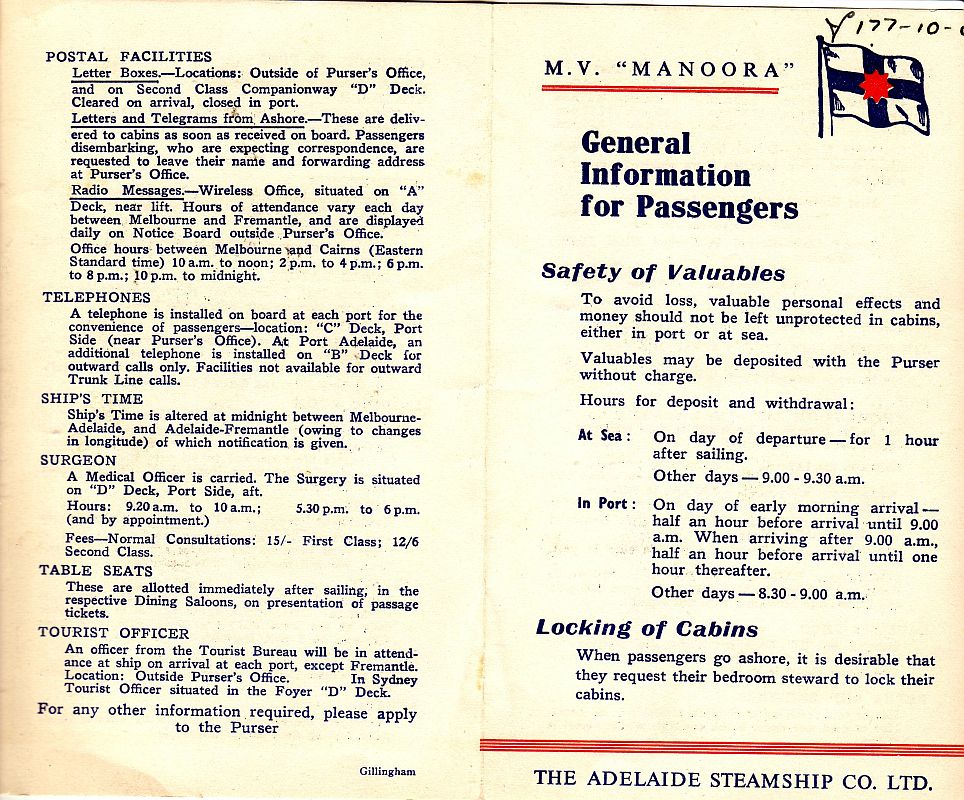 POSTAL FACILITIES
Letter Boxes.—Locations: Outside of Purser's Office,
and on Second Class Companionway "D" Deck.
Cleared on arrival, closed in port.
Letters and Telegrams from Ashore.—These are deliv-
ered to cabins as soon as received on board. Passengers
disembarking, who are expecting correspondence, are
requested to leave their name and forwarding address
at Purser's Office.
Radio Messages.—Wireless Office, situated on "A"
Deck, near lift. Hours of attendance vary each day
between Melbourne and Fremantle, and are displayed
daily on Notice Board outside Purser's Office.
Office hours between Melbourne and Cairns (Eastern
Standard time) 10 a.m. to noon; 2 p.m. to 4 p.m.; 6 p.m.
to 8 p.m.; 10 p.m. to midnight.
TELEPHONES
A telephone is installed on board at each port for the
convenience of passengers—location: "C" Deck, Port
Side (near Purser's Office). At Port Adelaide, an
additional telephone is installed on "B" Deck for
outward calls only. Facilities not available for outward
Trunk Line calls.
SHIP'S TIME
Ship's Time is altered at midnight between Melbourne-
Adelaide, and Adelaide-Fremantle (owing to changes
in longitude) of which notification is given.
SURGEON
A Medical Officer is carried. The Surgery is situated
on "D" Deck, Port Side, aft.
Hours: 9.20 a.m. to 10 a.m.; 5.30 p.m. to 6 p.m.
(and by appointment.)
Fees—Normal Consultations: 15/- First Class; 12/6
Second Class.
TABLE SEATS
These are allotted immediately after sailing, in the
respective Dining Saloons, on presentation of passage
tickets.
TOURIST OFFICER
An officer from the Tourist Bureau will be in attend-
ance at ship on arrival at each port, except Fremantle.
Location: Outside Purser's Office. In Sydney
Tourist Officer situated in the Foyer "D" Deck.
For any other information required, please apply
to the Purser
Gillingham
177-10-
M.V. "MANOORA"
General
Information
for Passengers
Safety of Valuables
To avoid loss, valuable personal effects and
money should not be left unprotected in cabins,
either in port or at sea.
Valuables may be deposited with the Purser
without charge.
Hours for deposit and withdrawal:
At Sea: On day of departure — for 1 hour
after sailing.
Other days — 9.00 - 9.30 a.m.
In Port: On day of early morning arrival —
half an hour before arrival until 9.00
a.m. When arriving after 9.00 a.m.,
half an hour before arrival until one
hour thereafter.
Other days — 8.30 - 9.00 a.m.
Locking of Cabins
When passengers go ashore, it is desirable that
they request their bedroom steward to lock their
cabins.
THE ADELAIDE STEAMSHIP CO. LTD.